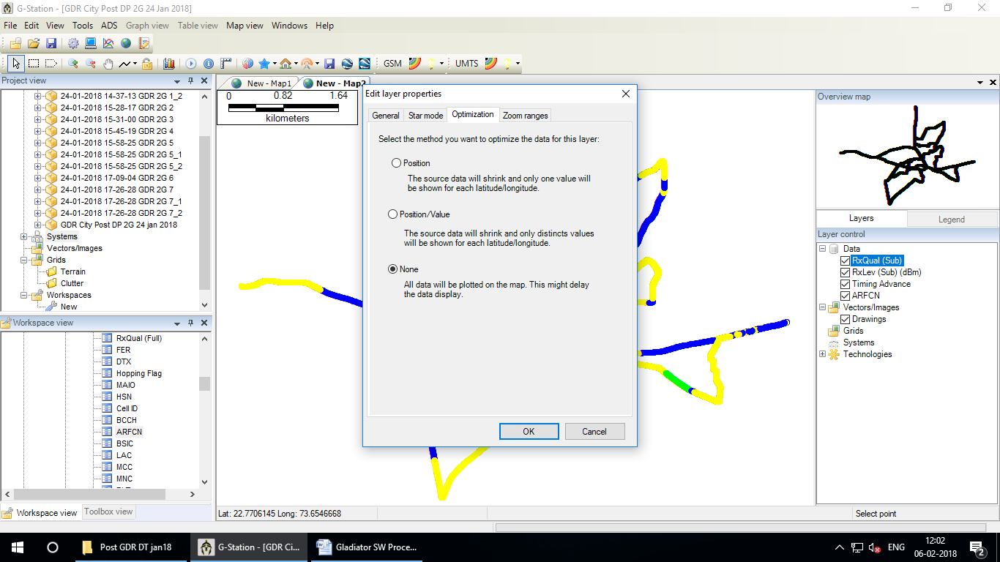 G-Station - [GDR City Post DP 2G 24 Jan 2018]
File Edit View Tools ADS Graph view Table view Map view Windows Help
GSM UMTS
Project view
24-01-2018 14-37-13 GDR 2G 1_2
24-01-2018 15-28-17 GDR 2G 2
24-01-2018 15-31-00 GDR 2G 3
24-01-2018 15-45-19 GDR 2G 4
24-01-2018 15-58-25 GDR 2G 5
24-01-2018 15-58-25 GDR 2G 5_1
24-01-2018 15-58-25 GDR 2G 5_2
24-01-2018 17-09-04 GDR 2G 6
24-01-2018 17-26-28 GDR 2G 7
24-01-2018 17-26-28 GDR 2G 7_1
24-01-2018 17-26-28 GDR 2G 7_2
GDR City Post DP 2G 24 jan 2018
Systems
Vectors/Images
Grids
Terrain
Clutter
Workspaces
New
Workspace view
RxQual (Full)
FER
DTX
Hopping Flag
MAIO
HSN
Cell ID
BCCH
ARFCN
BSIC
LAC
MCC
MNC
Workspace view Toolbox view
New - Map1 New - Map2
0 0.82 1.64
kilometers
Edit layer properties
General Star mode Optimization Zoom ranges
Select the method you want to optimize the data for this layer:
Position
The source data will shrink and only one value will
be shown for each latitude/longitude.
Position/Value
The source data will shrink and only distincts values
will be shown for each latitude/longitude.
None
All data will be plotted on the map. This might delay
the data display.
OK Cancel
Overview map
Layers Legend
Layer control
Data
RxQual (Sub)
RxLev (Sub) (dBm)
Timing Advance
ARFCN
Vectors/Images
Drawings
Grids
Systems
Technologies
Lat: 22.7706145 Long: 73.6546668
Select point
Post GDR DT jan18
G-Station - [GDR Ci...
Gladiator SW Proce...
ENG
12:02
06-02-2018
2